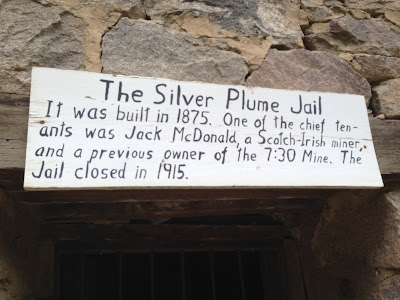 The Silver Plume Jail
It was built in 1875. One of the chief ten-
ants was Jack McDonald, a Scotch-Irish miner,
and a previous owner of the 7:30 Mine. The
Jail closed in 1915.